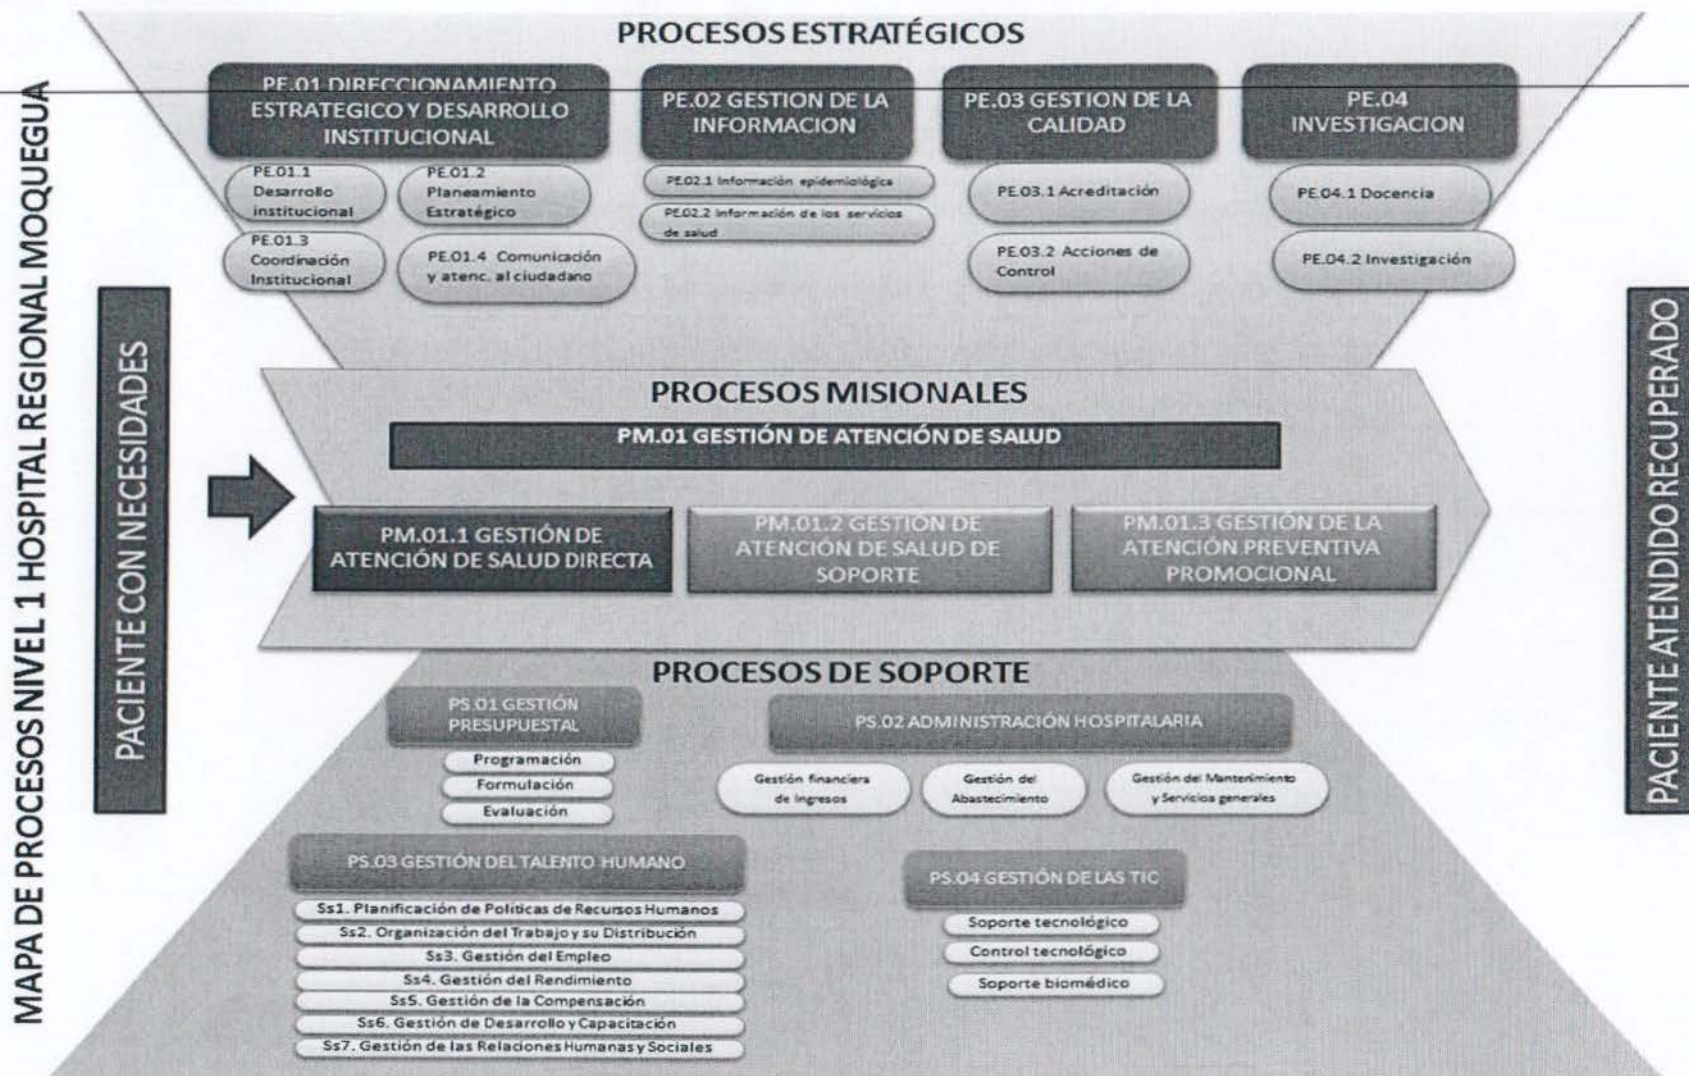 MAPA DE PROCESOS NIVEL 1 HOSPITAL REGIONAL MOQUEGUA
PROCESOS ESTRATÉGICOS
PE.01 DIRECCIONAMIENTO
ESTRATEGICO Y DESARROLLO
INSTITUCIONAL
PE.01.1
Desarrollo
institucional
PE.01.2
Planeamiento
Estratégico
PE.01.3
Coordinación
Institucional
PE.01.4 Comunicación
y atenc. al ciudadano
PE.02 GESTION DE LA
INFORMACION
PE.02.1 Información epidemiológica
PE.02.2 Información de los servicios
de salud
PE.03 GESTION DE LA
CALIDAD
PE.03.1 Acreditación
PE.03.2 Acciones de
Control
PE.04
INVESTIGACION
PE.04.1 Docencia
PE.04.2 Investigación
PACIENTE CON NECESIDADES
PROCESOS MISIONALES
PM.01 GESTIÓN DE ATENCIÓN DE SALUD
PM.01.1 GESTIÓN DE
ATENCIÓN DE SALUD DIRECTA
PM.01.2 GESTIÓN DE
ATENCIÓN DE SALUD DE
SOPORTE
PM.01.3 GESTIÓN DE LA
ATENCIÓN PREVENTIVA
PROMOCIONAL
PACIENTE ATENDIDO RECUPERADO
PROCESOS DE SOPORTE
PS.01 GESTIÓN
PRESUPUESTAL
Programación
Formulación
Evaluación
PS.02 ADMINISTRACIÓN HOSPITALARIA
Gestión financiera
de Ingresos
Gestión del
Abastecimiento
Gestión del Mantenimiento
y Servicios generales
PS.03 GESTIÓN DEL TALENTO HUMANO
Ss1. Planificación de Políticas de Recursos Humanos
Ss2. Organización del Trabajo y su Distribución
Ss3. Gestión del Empleo
Ss4. Gestión del Rendimiento
Ss5. Gestión de la Compensación
Ss6. Gestión de Desarrollo y Capacitación
Ss7. Gestión de las Relaciones Humanas y Sociales
PS.04 GESTIÓN DE LAS TIC
Soporte tecnológico
Control tecnológico
Soporte biomédico